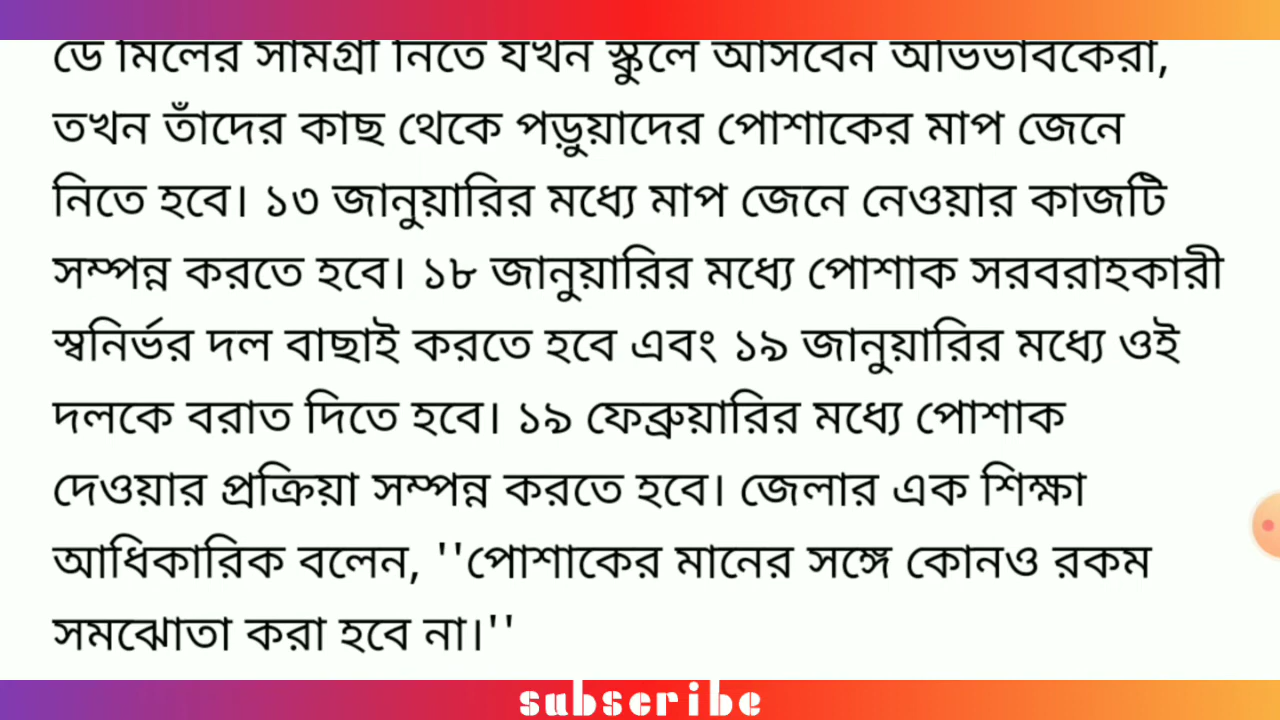 ডে মিলের সামগ্রী নিতে যখন স্কুলে আসবেন অভিভাবকেরা,
তখন তাঁদের কাছ থেকে পড়ুয়াদের পোশাকের মাপ জেনে
নিতে হবে। ১৩ জানুয়ারির মধ্যে মাপ জেনে নেওয়ার কাজটি
সম্পন্ন করতে হবে। ১৮ জানুয়ারির মধ্যে পোশাক সরবরাহকারী
স্বনির্ভর দল বাছাই করতে হবে এবং ১৯ জানুয়ারির মধ্যে ওই
দলকে বরাত দিতে হবে। ১৯ ফেব্রুয়ারির মধ্যে পোশাক
দেওয়ার প্রক্রিয়া সম্পন্ন করতে হবে। জেলার এক শিক্ষা
আধিকারিক বলেন, ''পোশাকের মানের সঙ্গে কোনও রকম
সমঝোতা করা হবে না।''
subscribe